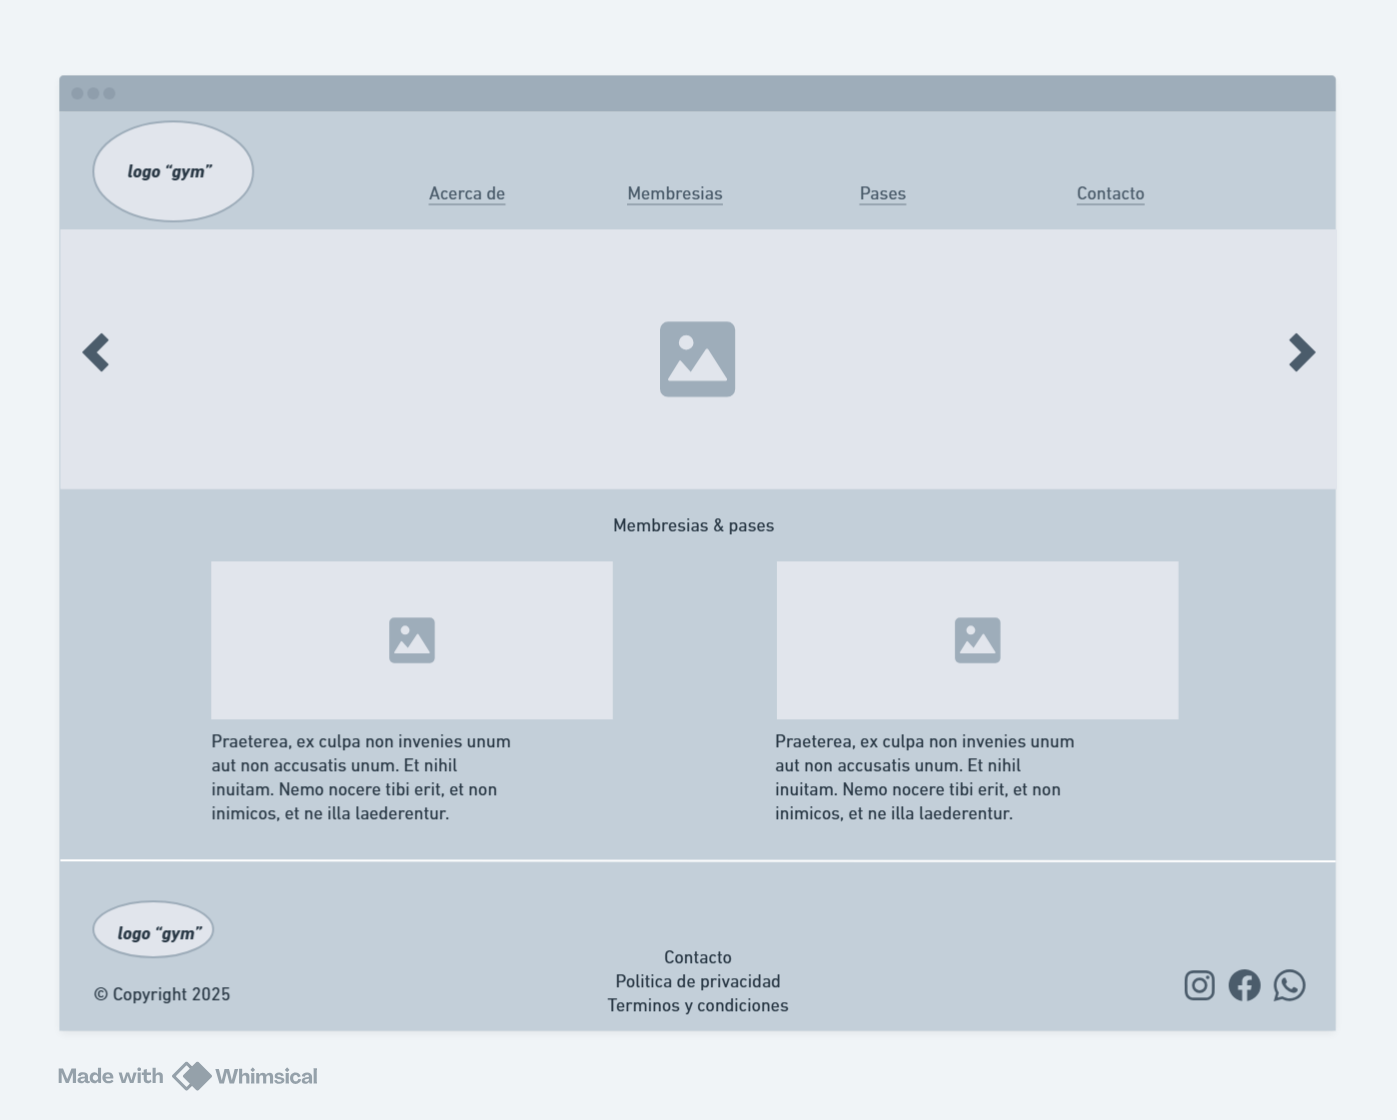 logo “gym”
Acerca de
Membresias
Pases
Contacto
Membresias & pases
Praeterea, ex culpa non invenies unum
aut non accusatis unum. Et nihil
inuitam. Nemo nocere tibi erit, et non
inimicos, et ne illa laederentur.
Praeterea, ex culpa non invenies unum
aut non accusatis unum. Et nihil
inuitam. Nemo nocere tibi erit, et non
inimicos, et ne illa laederentur.
logo “gym”
© Copyright 2025
Contacto
Politica de privacidad
Terminos y condiciones
Made with Whimsical